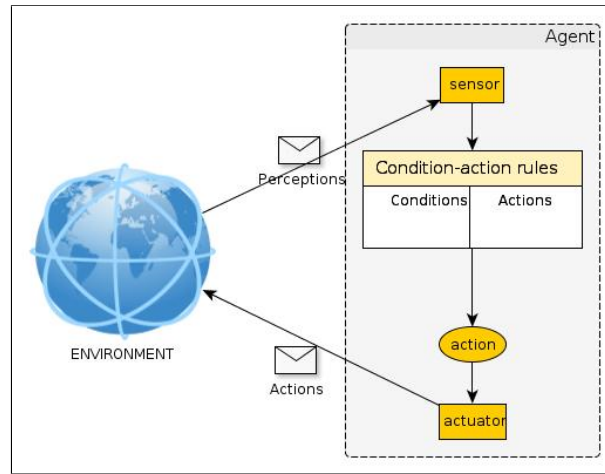 Agent
sensor
Perceptions
Condition-action rules
Conditions
Actions
ENVIRONMENT
action
Actions
actuator